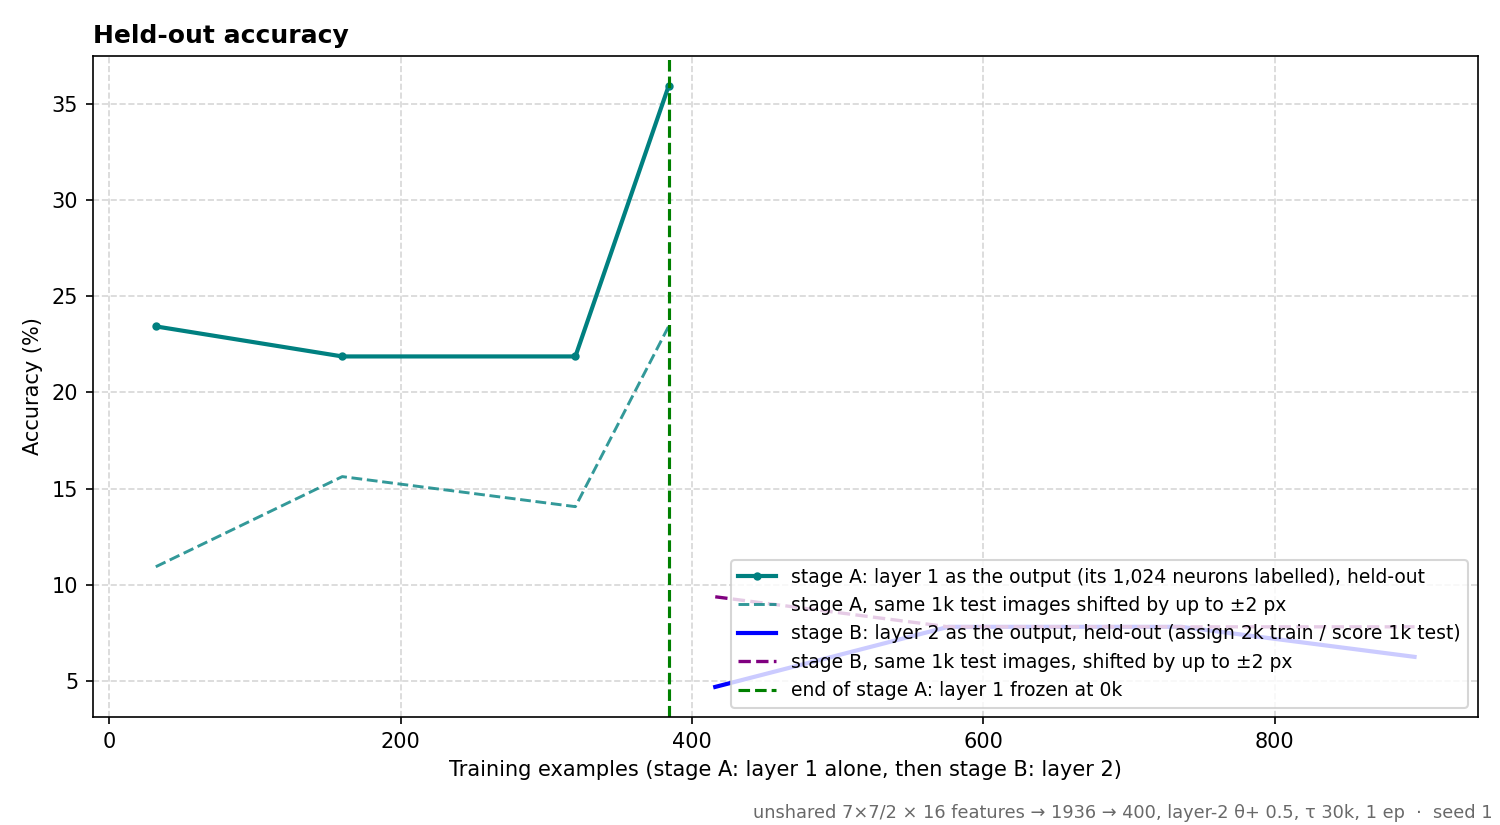 Held-out accuracy
Accuracy (%)
35
30
25
20
15
10
5
stage A: layer 1 as the output (its 1,024 neurons labelled), held-out
stage A, same 1k test images shifted by up to ±2 px
stage B: layer 2 as the output, held-out (assign 2k train / score 1k test)
stage B, same 1k test images, shifted by up to ±2 px
end of stage A: layer 1 frozen at 0k
0 200 400 600 800
Training examples (stage A: layer 1 alone, then stage B: layer 2)
unshared 7×7/2 × 16 features → 1936 → 400, layer-2 θ+ 0.5, τ 30k, 1 ep · seed 1